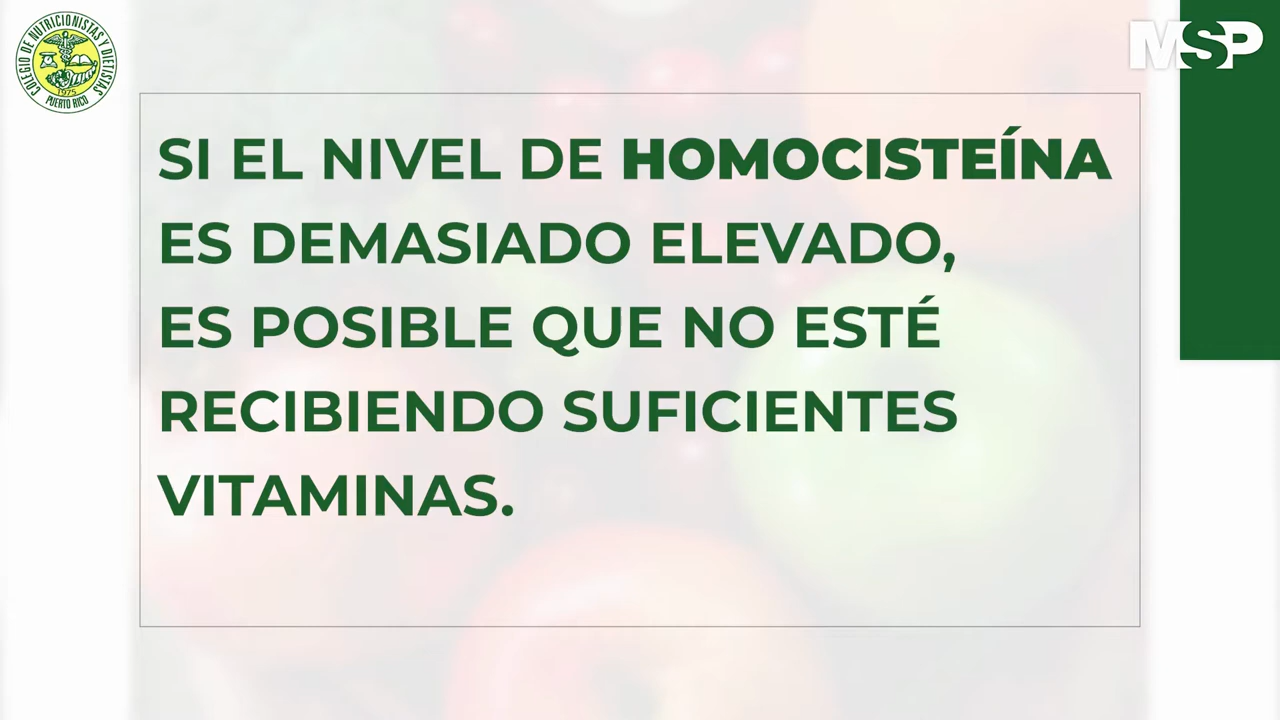 COLEGIO DE NUTRICIONISTAS Y DIETISTAS
1975
PUERTO RICO
MSP
SI EL NIVEL DE HOMOCISTEÍNA
ES DEMASIADO ELEVADO,
ES POSIBLE QUE NO ESTÉ
RECIBIENDO SUFICIENTES
VITAMINAS.